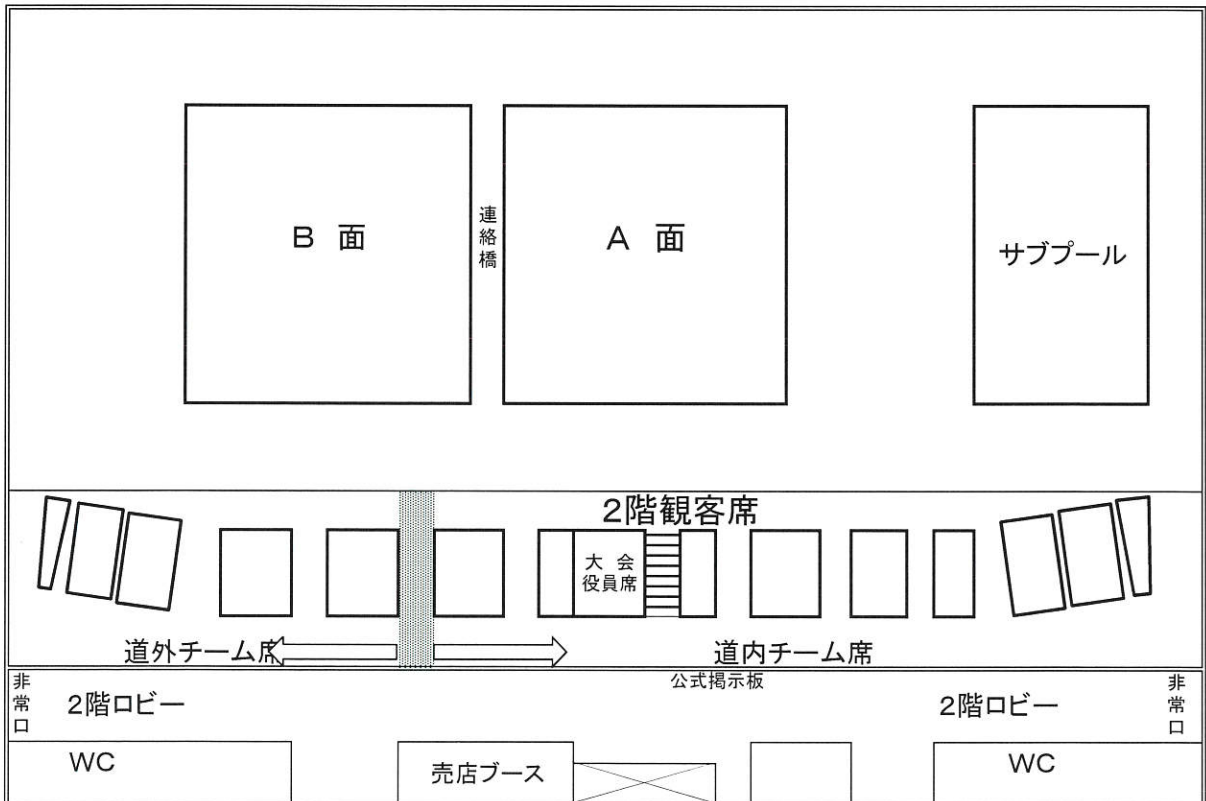 B 面
連絡橋
A 面
サブプール
2階観客席
大 会
役員席
道外チーム席
道内チーム席
公式掲示板
非常口
2階ロビー
2階ロビー
非常口
WC
売店ブース
WC